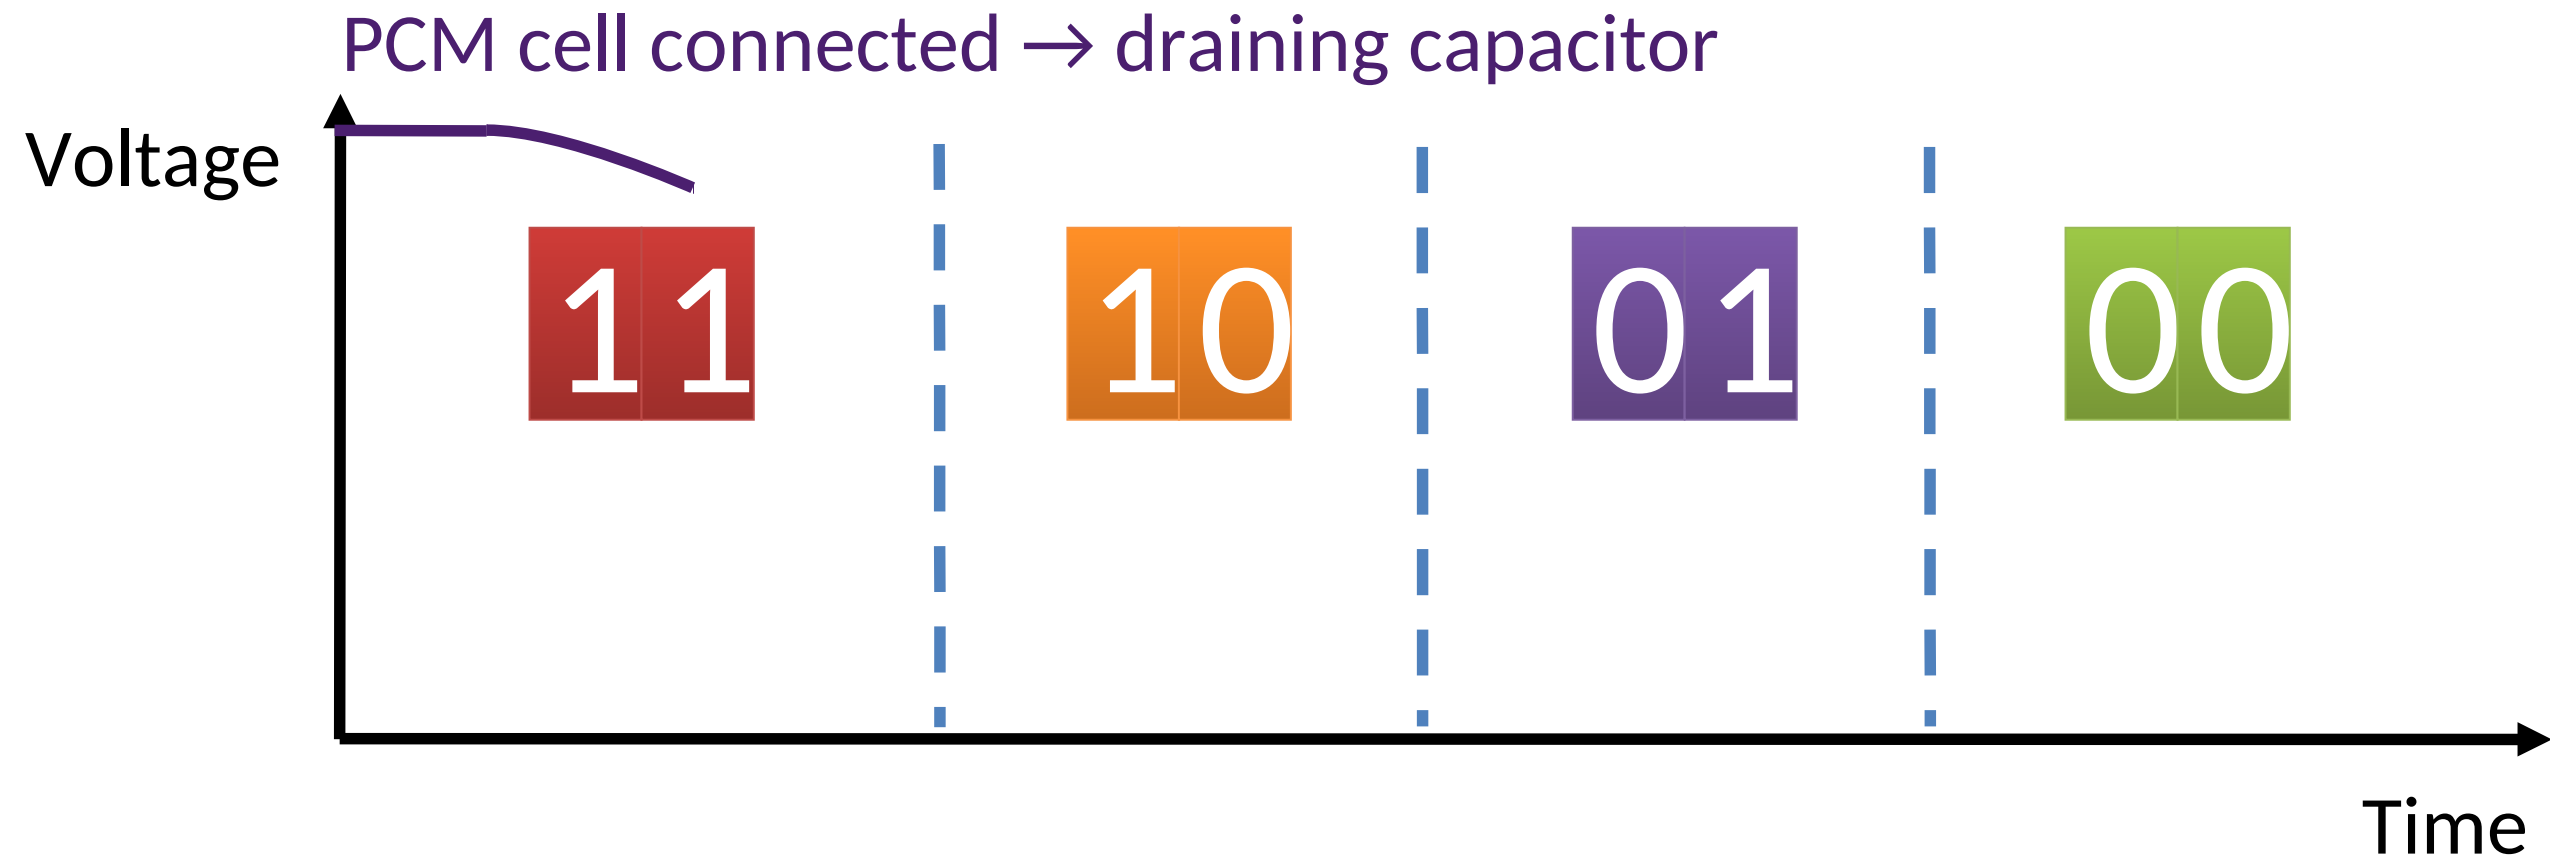 PCM cell connected → draining capacitor
Voltage
11 10 01 00
Time